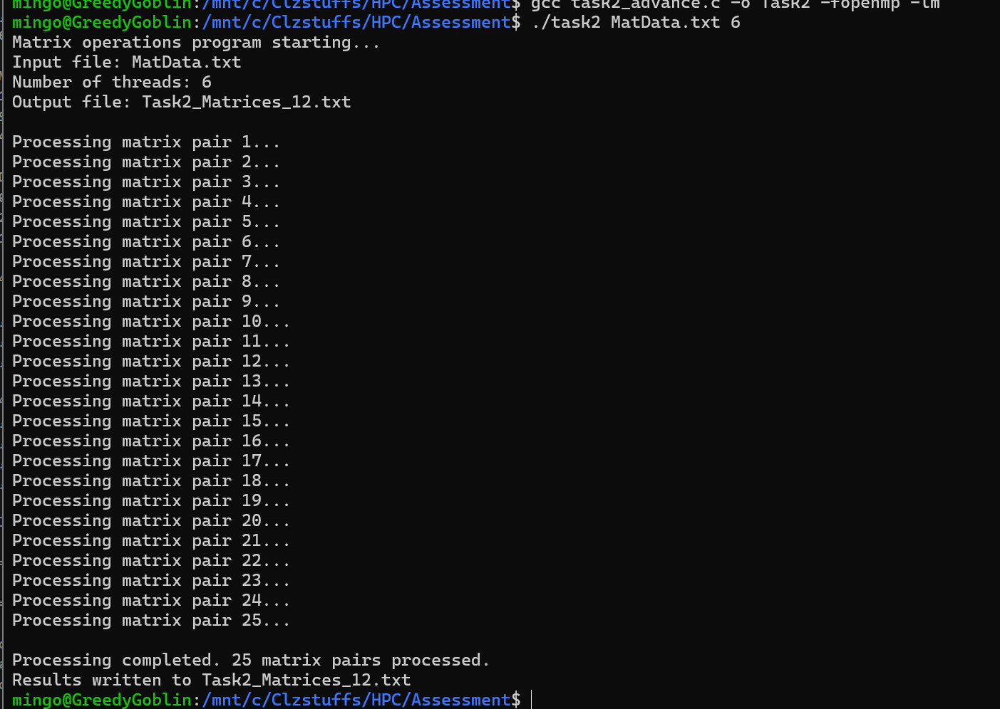 mingo@GreedyGoblin:/mnt/c/Clzstuffs/HPC/Assessment$ gcc task2_advance.c -o Task2 -fopenmp -lm
mingo@GreedyGoblin:/mnt/c/Clzstuffs/HPC/Assessment$ ./task2 MatData.txt 6
Matrix operations program starting...
Input file: MatData.txt
Number of threads: 6
Output file: Task2_Matrices_12.txt
Processing matrix pair 1...
Processing matrix pair 2...
Processing matrix pair 3...
Processing matrix pair 4...
Processing matrix pair 5...
Processing matrix pair 6...
Processing matrix pair 7...
Processing matrix pair 8...
Processing matrix pair 9...
Processing matrix pair 10...
Processing matrix pair 11...
Processing matrix pair 12...
Processing matrix pair 13...
Processing matrix pair 14...
Processing matrix pair 15...
Processing matrix pair 16...
Processing matrix pair 17...
Processing matrix pair 18...
Processing matrix pair 19...
Processing matrix pair 20...
Processing matrix pair 21...
Processing matrix pair 22...
Processing matrix pair 23...
Processing matrix pair 24...
Processing matrix pair 25...
Processing completed. 25 matrix pairs processed.
Results written to Task2_Matrices_12.txt
mingo@GreedyGoblin:/mnt/c/Clzstuffs/HPC/Assessment$